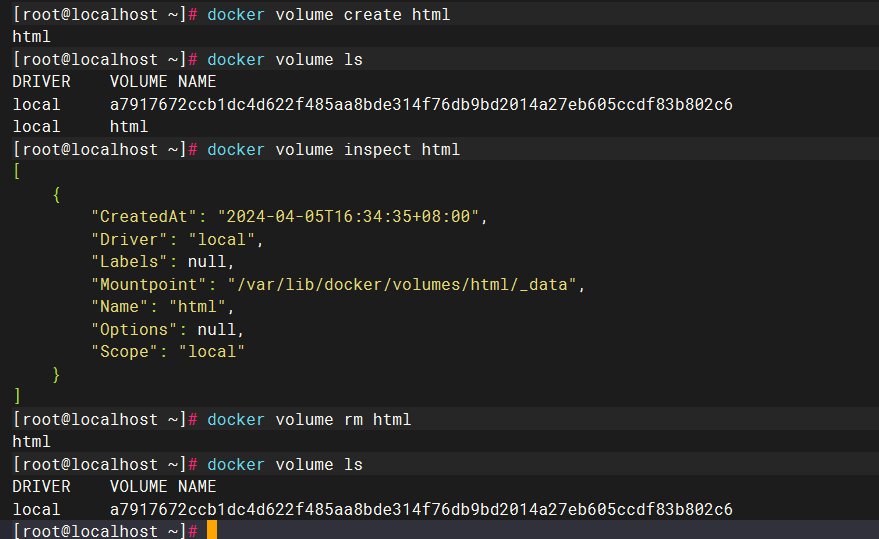 [root@localhost ~]# docker volume create html
html
[root@localhost ~]# docker volume ls
DRIVER    VOLUME NAME
local     a7917672ccb1dc4d622f485aa8bde314f76db9bd2014a27eb605ccdf83b802c6
local     html
[root@localhost ~]# docker volume inspect html
[
    {
        "CreatedAt": "2024-04-05T16:34:35+08:00",
        "Driver": "local",
        "Labels": null,
        "Mountpoint": "/var/lib/docker/volumes/html/_data",
        "Name": "html",
        "Options": null,
        "Scope": "local"
    }
]
[root@localhost ~]# docker volume rm html
html
[root@localhost ~]# docker volume ls
DRIVER    VOLUME NAME
local     a7917672ccb1dc4d622f485aa8bde314f76db9bd2014a27eb605ccdf83b802c6
[root@localhost ~]#